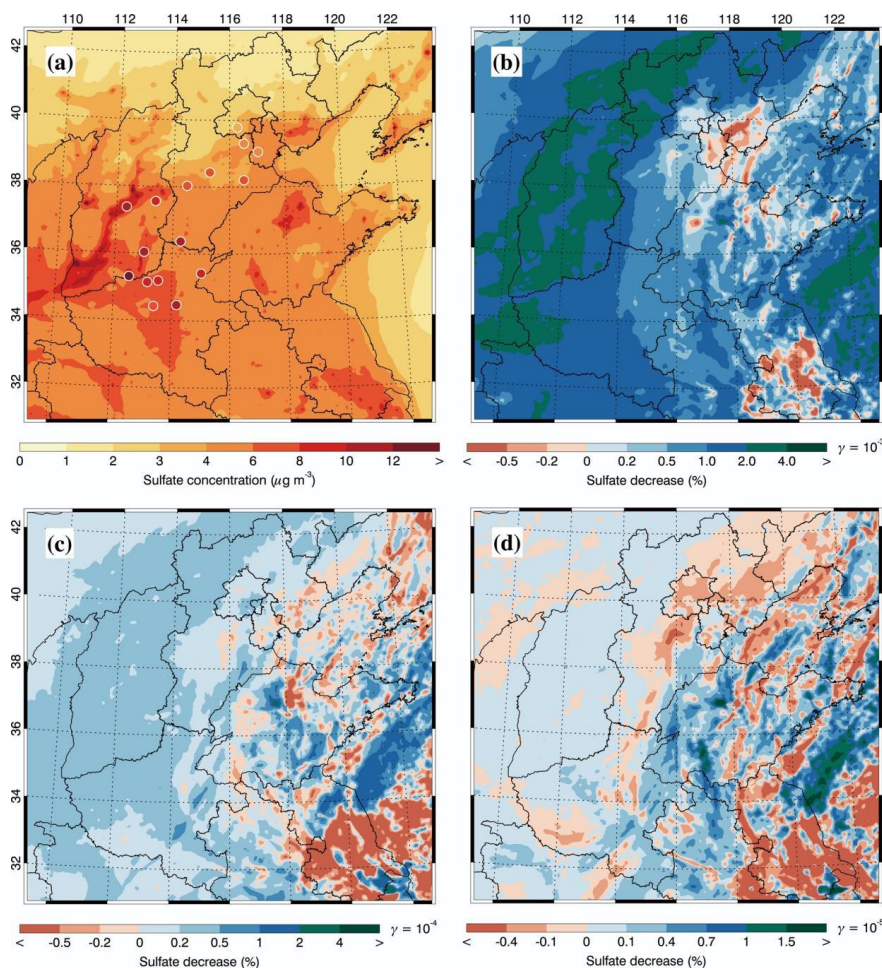 110 112 114 116 118 120 122
110 112 114 116 118 120 122
(a)
(b)
42
40
38
36
34
32
0 1 2 3 4 6 8 10 12 >
Sulfate concentration (μg m⁻³)
< -0.5 -0.2 0 0.2 0.5 1.0 2.0 4.0 > γ = 10⁻³
Sulfate decrease (%)
(c)
(d)
42
40
38
36
34
32
< -0.5 -0.2 0 0.2 0.5 1 2 4 > γ = 10⁻⁴
Sulfate decrease (%)
< -0.4 -0.1 0 0.1 0.4 0.7 1 1.5 > γ = 10⁻⁵
Sulfate decrease (%)